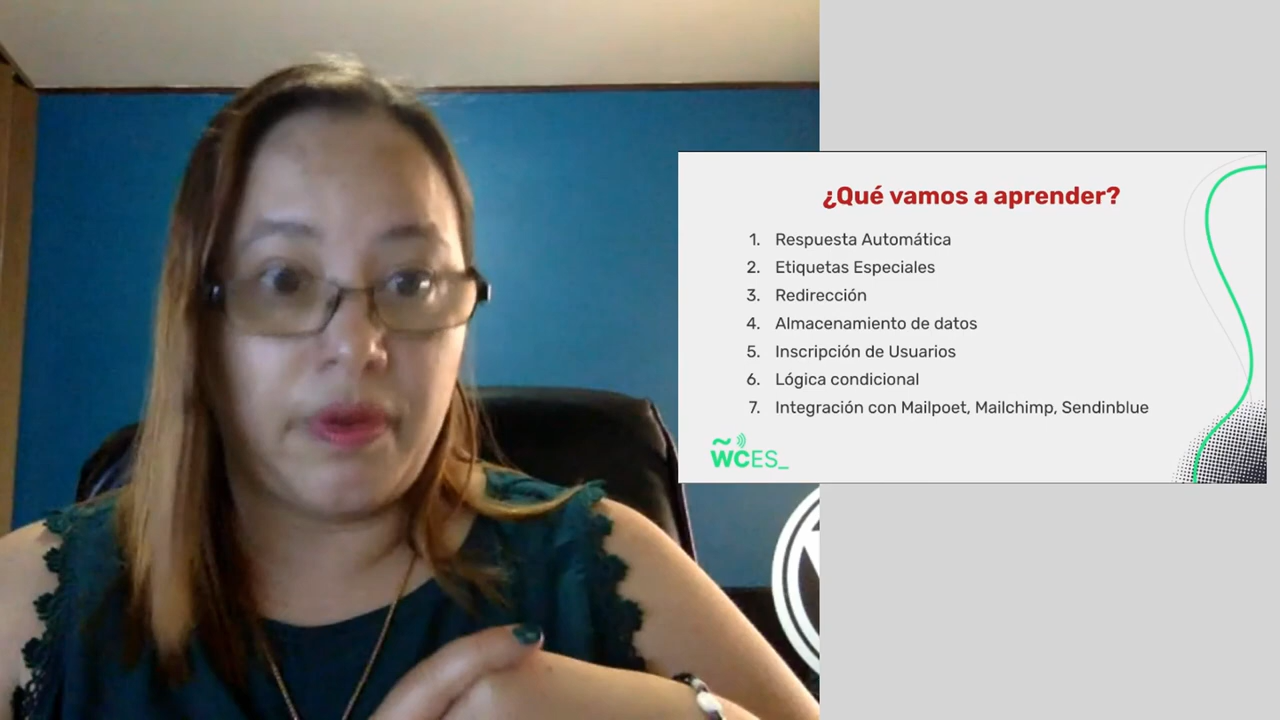 ¿Qué vamos a aprender?
1. Respuesta Automática
2. Etiquetas Especiales
3. Redirección
4. Almacenamiento de datos
5. Inscripción de Usuarios
6. Lógica condicional
7. Integración con Mailpoet, Mailchimp, Sendinblue
WCES_